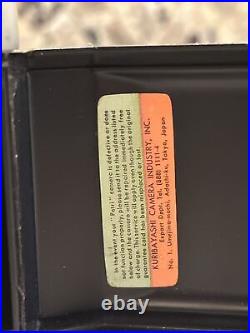 In the event your "Petri" camera is defective or does
not function properly, please send it to the address listed
below and the camera will be repaired immediately free
of charge. This service will apply even though the original
guarantee card has been misplaced or lost.
KURIBAYASHI CAMERA INDUSTRY, INC.
Export Dept. Tel. (888) 1111-4
No. 1, Umejima-machi, Adachi-ku, Tokyo, Japan